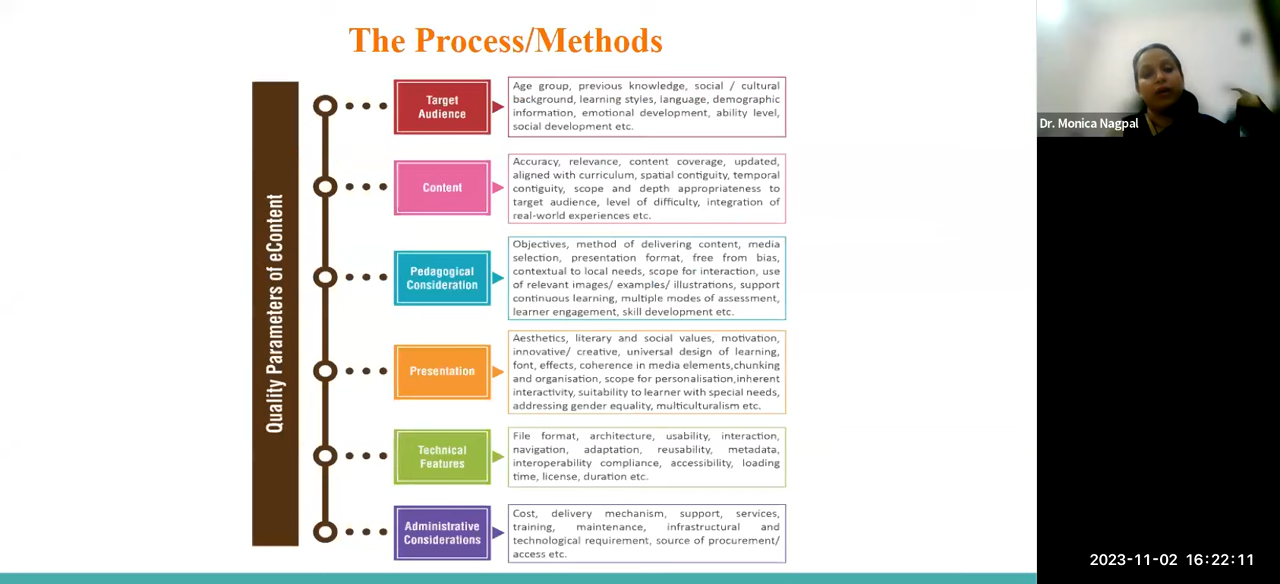 The Process/Methods
Quality Parameters of eContent
Target
Audience
Age group, previous knowledge, social / cultural
background, learning styles, language, demographic
information, emotional development, ability level,
social development etc.
Content
Accuracy, relevance, content coverage, updated,
aligned with curriculum, spatial contiguity, temporal
contiguity, scope and depth appropriateness to
target audience, level of difficulty, integration of
real-world experiences etc.
Pedagogical
Consideration
Objectives, method of delivering content, media
selection, presentation format, free from bias,
contextual to local needs, scope for interaction, use
of relevant images/ examples/ illustrations, support
continuous learning, multiple modes of assessment,
learner engagement, skill development etc.
Presentation
Aesthetics, literary and social values, motivation,
innovative/ creative, universal design of learning,
font, effects, coherence in media elements,chunking
and organisation, scope for personalisation,inherent
interactivity, suitability to learner with special needs,
addressing gender equality, multiculturalism etc.
Technical
Features
File format, architecture, usability, interaction,
navigation, adaptation, reusability, metadata,
interoperability compliance, accessibility, loading
time, license, duration etc.
Administrative
Considerations
Cost, delivery mechanism, support, services,
training, maintenance, infrastructural and
technological requirement, source of procurement/
access etc.
Dr. Monica Nagpal
2023-11-02 16:22:11